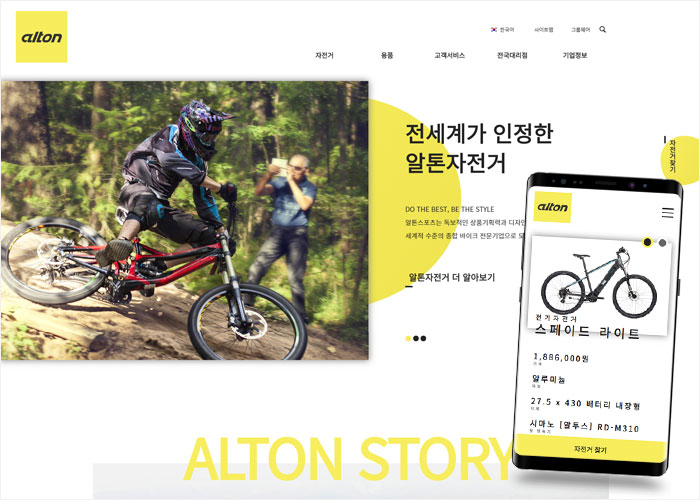 alton
한국어 사이트맵 그룹웨어
자전거 용품 고객서비스 전국대리점 기업정보
전세계가 인정한
알톤자전거
자전거찾기
DO THE BEST, BE THE STYLE
알톤스포츠는 독보적인 상품기획력과 디자인
세계적 수준의 종합 바이크 전문기업으로 도
알톤자전거 더 알아보기
alton
전기자전거
스페이드 라이트
1,886,000원
알루미늄
27.5 x 430 배터리 내장형
시마노 [알투스] RD-M310
자전거 찾기
ALTON STORY